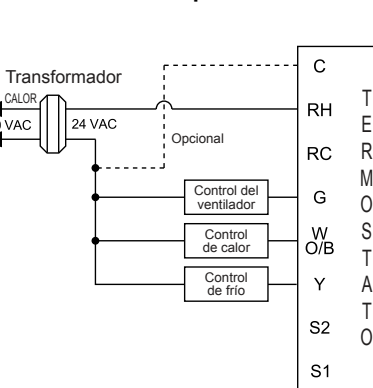 Transformador
CALOR
VAC
24 VAC
Opcional
Control del
ventilador
Control
de calor
Control
de frío
C
RH
RC
G
W
O/B
Y
S2
S1
TERMOSTATO